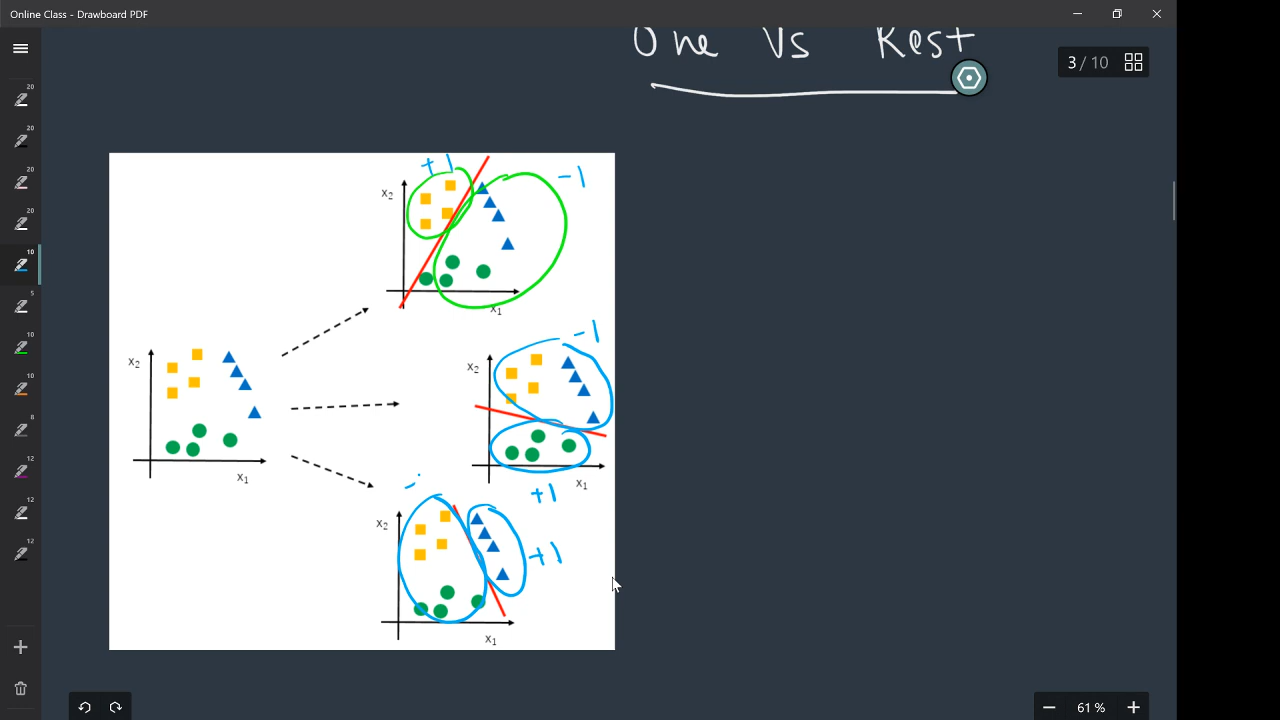 Online Class - Drawboard PDF
One Vs Rest
3 / 10
20
20
20
20
10
5
10
10
8
12
12
12
+1
-1
x2
x1
-1
x2
x2
x1
x1
+1
x2
+1
x1
61 %